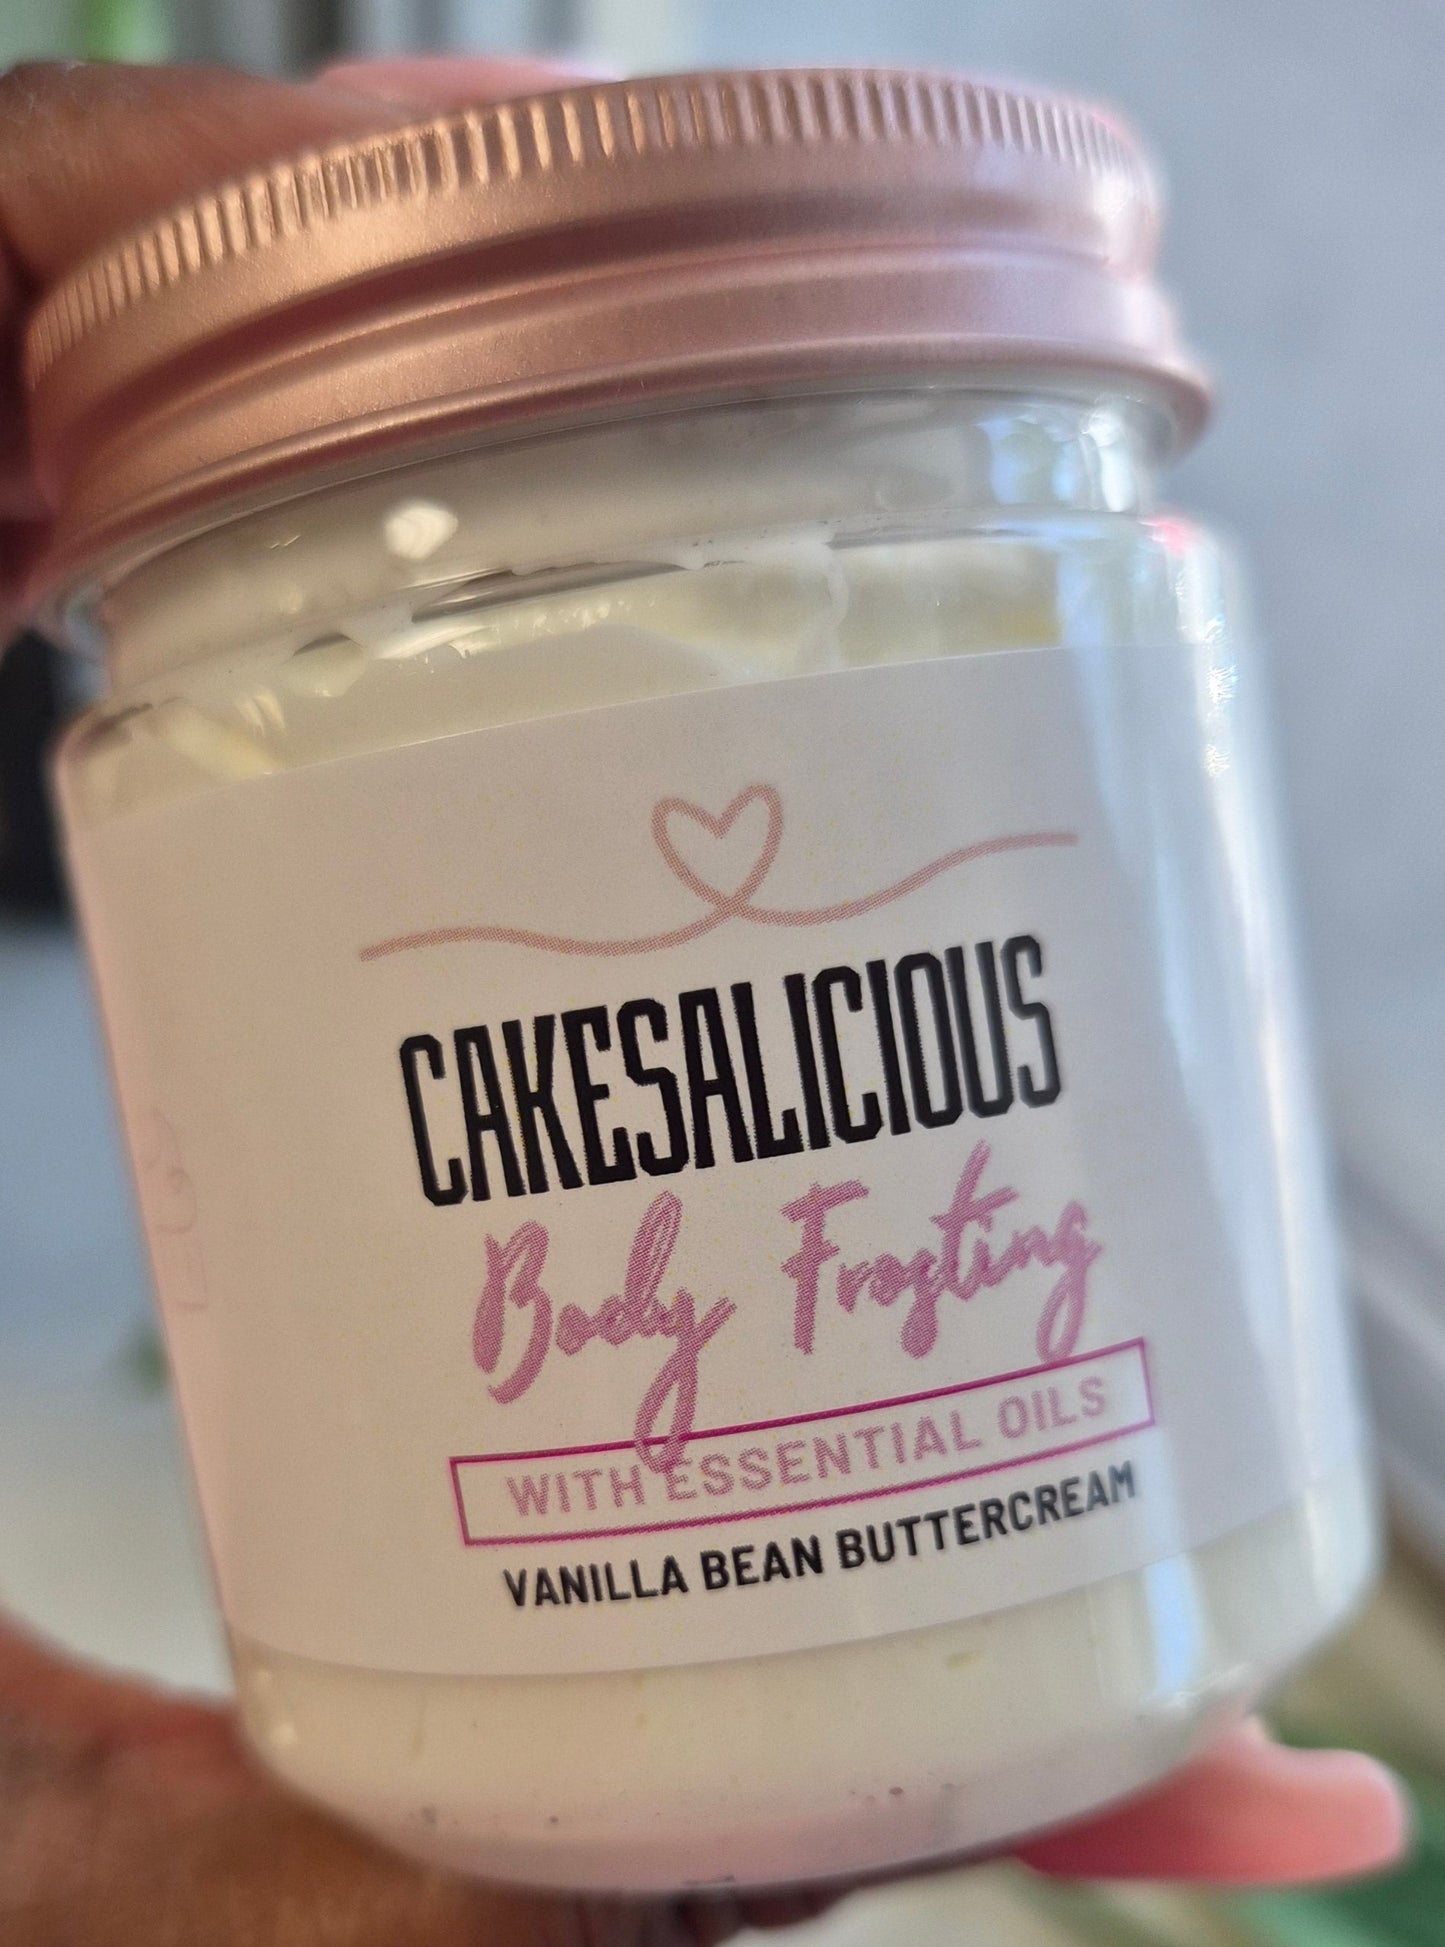 CAKESALICIOUS
Body Frosting
WITH ESSENTIAL OILS
VANILLA BEAN BUTTERCREAM